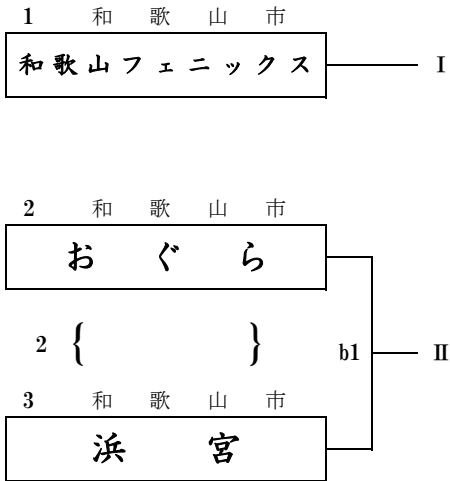 1 和歌山市
和歌山フェニックス I
2 和歌山市
おぐら
2 { } b1 II
3 和歌山市
浜宮